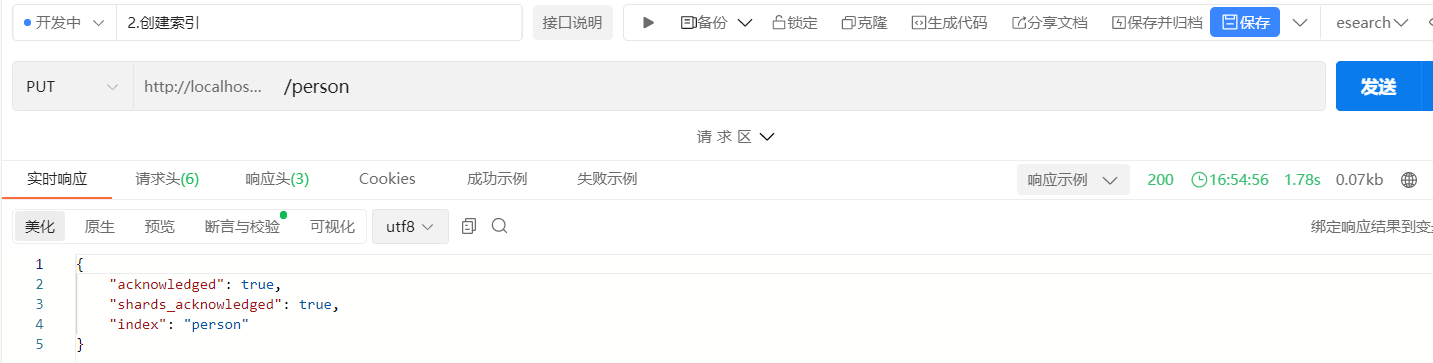 开发中 2.创建索引 接口说明 备份 锁定 克隆 生成代码 分享文档 保存并归档 保存 esearch
PUT http://localhos... /person 发送
请 求 区
实时响应 请求头(6) 响应头(3) Cookies 成功示例 失败示例 响应示例 200 16:54:56 1.78s 0.07kb
美化 原生 预览 断言与校验 可视化 utf8 绑定响应结果到变
1 {
2 "acknowledged": true,
3 "shards_acknowledged": true,
4 "index": "person"
5 }